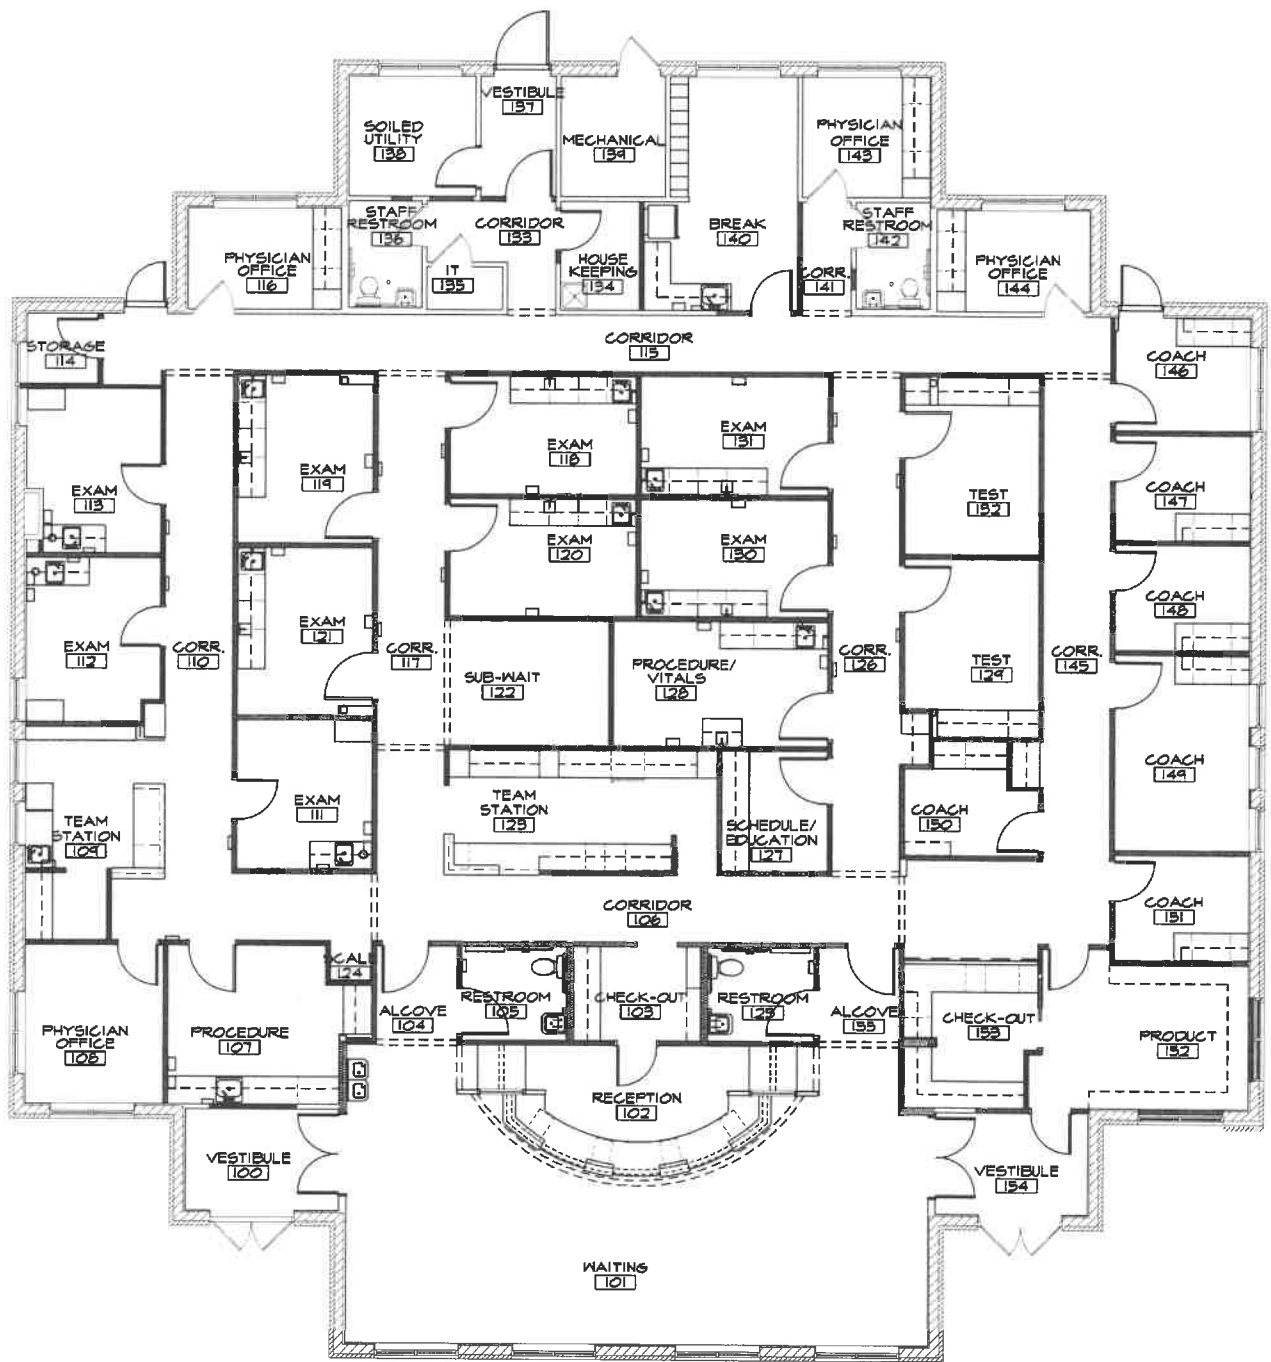 VESTIBULE
137
SOILED
UTILITY
138
MECHANICAL
139
PHYSICIAN
OFFICE
143
STAFF
RESTROOM
136
CORRIDOR
133
BREAK
140
STAFF
RESTROOM
142
PHYSICIAN
OFFICE
116
IT
135
HOUSE
KEEPING
134
CORR.
141
PHYSICIAN
OFFICE
144
STORAGE
114
CORRIDOR
115
COACH
146
EXAM
113
EXAM
119
EXAM
118
EXAM
131
TEST
132
COACH
147
EXAM
120
EXAM
130
COACH
148
EXAM
112
CORR.
110
EXAM
121
CORR.
117
SUB-WAIT
122
PROCEDURE/
VITALS
128
CORR.
126
TEST
129
CORR.
145
COACH
149
TEAM
STATION
109
EXAM
111
TEAM
STATION
123
SCHEDULE/
EDUCATION
127
COACH
150
CORRIDOR
106
COACH
151
SCALE
124
PHYSICIAN
OFFICE
108
PROCEDURE
107
ALCOVE
104
RESTROOM
105
CHECK-OUT
103
RESTROOM
125
ALCOVE
155
CHECK-OUT
153
PRODUCT
152
RECEPTION
102
VESTIBULE
100
VESTIBULE
154
WAITING
101